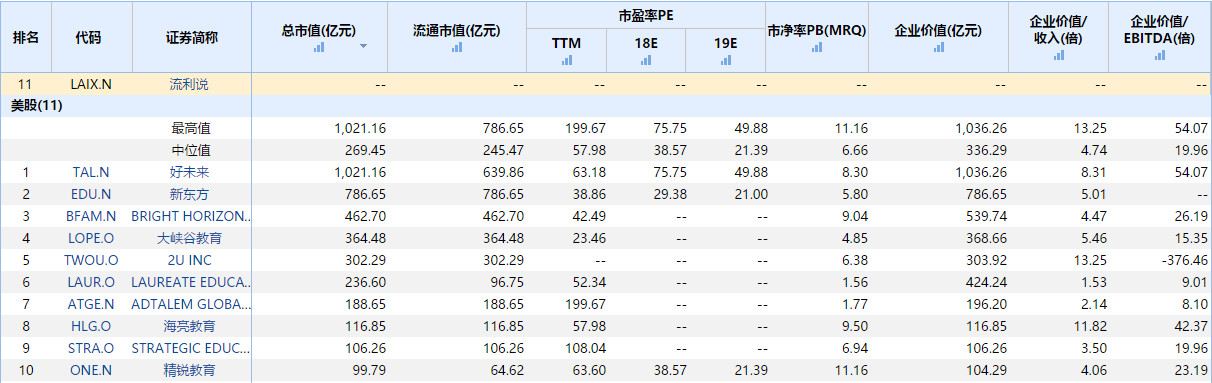 排名 代码 证券简称 总市值(亿元) 流通市值(亿元) 市盈率PE 市净率PB(MRQ) 企业价值(亿元) 企业价值/收入(倍) 企业价值/EBITDA(倍)
TTM 18E 19E
11 LAIX.N 流利说 -- -- -- -- -- -- -- -- --
美股(11)
最高值 1,021.16 786.65 199.67 75.75 49.88 11.16 1,036.26 13.25 54.07
中位值 269.45 245.47 57.98 38.57 21.39 6.66 336.29 4.74 19.96
1 TAL.N 好未来 1,021.16 639.86 63.18 75.75 49.88 8.30 1,036.26 8.31 54.07
2 EDU.N 新东方 786.65 786.65 38.86 29.38 21.00 5.80 786.65 5.01 --
3 BFAM.N BRIGHT HORIZON... 462.70 462.70 42.49 -- -- 9.04 539.74 4.47 26.19
4 LOPE.O 大峡谷教育 364.48 364.48 23.46 -- -- 4.85 368.66 5.46 15.35
5 TWOU.O 2U INC 302.29 302.29 -- -- -- 6.38 303.92 13.25 -376.46
6 LAUR.O LAUREATE EDUCA... 236.60 96.75 52.34 -- -- 1.56 424.24 1.53 9.01
7 ATGE.N ADTALEM GLOBA... 188.65 188.65 199.67 -- -- 1.77 196.20 2.14 8.10
8 HLG.O 海亮教育 116.85 116.85 57.98 -- -- 9.50 116.85 11.82 42.37
9 STRA.O STRATEGIC EDUC... 106.26 106.26 108.04 -- -- 6.94 106.26 3.50 19.96
10 ONE.N 精锐教育 99.79 64.62 63.60 38.57 21.39 11.16 104.29 4.06 23.19